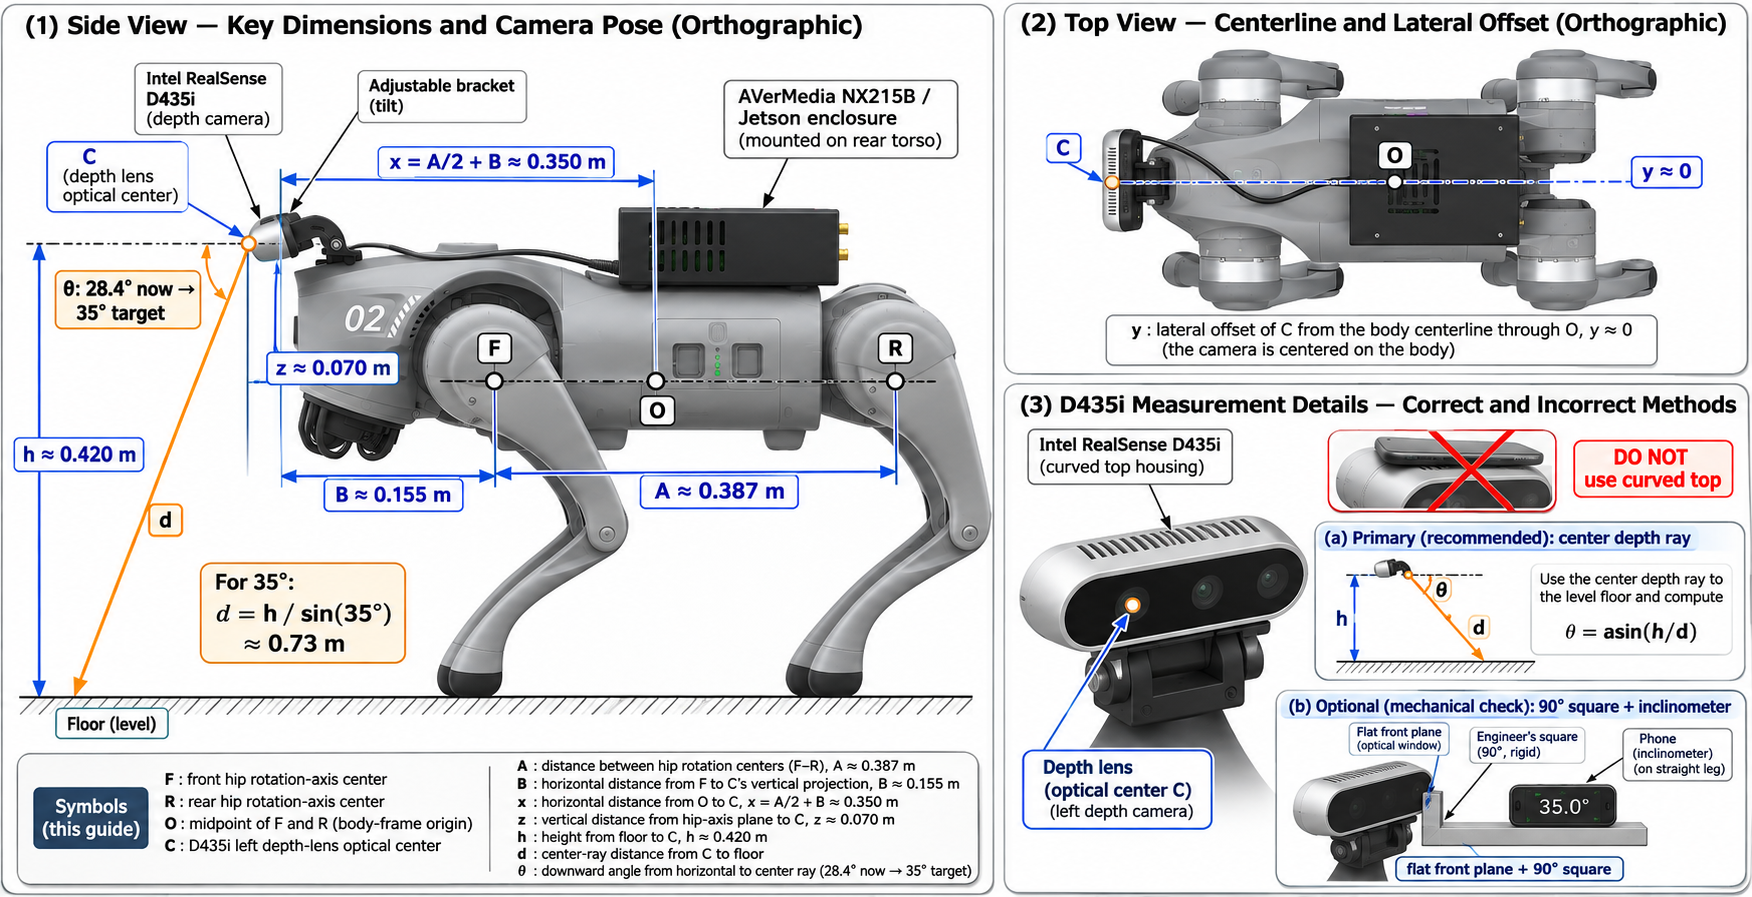 (1) Side View — Key Dimensions and Camera Pose (Orthographic)
Intel RealSense
D435i
(depth camera)
Adjustable bracket
(tilt)
AVerMedia NX215B /
Jetson enclosure
(mounted on rear torso)
C
(depth lens
optical center)
x = A/2 + B ≈ 0.350 m
θ: 28.4° now →
35° target
02
F
R
O
z ≈ 0.070 m
h ≈ 0.420 m
B ≈ 0.155 m
A ≈ 0.387 m
d
For 35°:
d = h / sin(35°)
≈ 0.73 m
Floor (level)
Symbols
(this guide)
F : front hip rotation-axis center
R : rear hip rotation-axis center
O : midpoint of F and R (body-frame origin)
C : D435i left depth-lens optical center
A : distance between hip rotation centers (F–R), A ≈ 0.387 m
B : horizontal distance from F to C's vertical projection, B ≈ 0.155 m
x : horizontal distance from O to C, x = A/2 + B ≈ 0.350 m
z : vertical distance from hip-axis plane to C, z ≈ 0.070 m
h : height from floor to C, h ≈ 0.420 m
d : center-ray distance from C to floor
θ : downward angle from horizontal to center ray (28.4° now → 35° target)
(2) Top View — Centerline and Lateral Offset (Orthographic)
C
O
y ≈ 0
y : lateral offset of C from the body centerline through O, y ≈ 0
(the camera is centered on the body)
(3) D435i Measurement Details — Correct and Incorrect Methods
Intel RealSense D435i
(curved top housing)
DO NOT
use curved top
(a) Primary (recommended): center depth ray
θ
h
d
Use the center depth ray to
the level floor and compute
θ = asin(h/d)
Depth lens
(optical center C)
(left depth camera)
(b) Optional (mechanical check): 90° square + inclinometer
Flat front plane
(optical window)
Engineer's square
(90°, rigid)
Phone
(inclinometer)
(on straight leg)
35.0°
flat front plane + 90° square